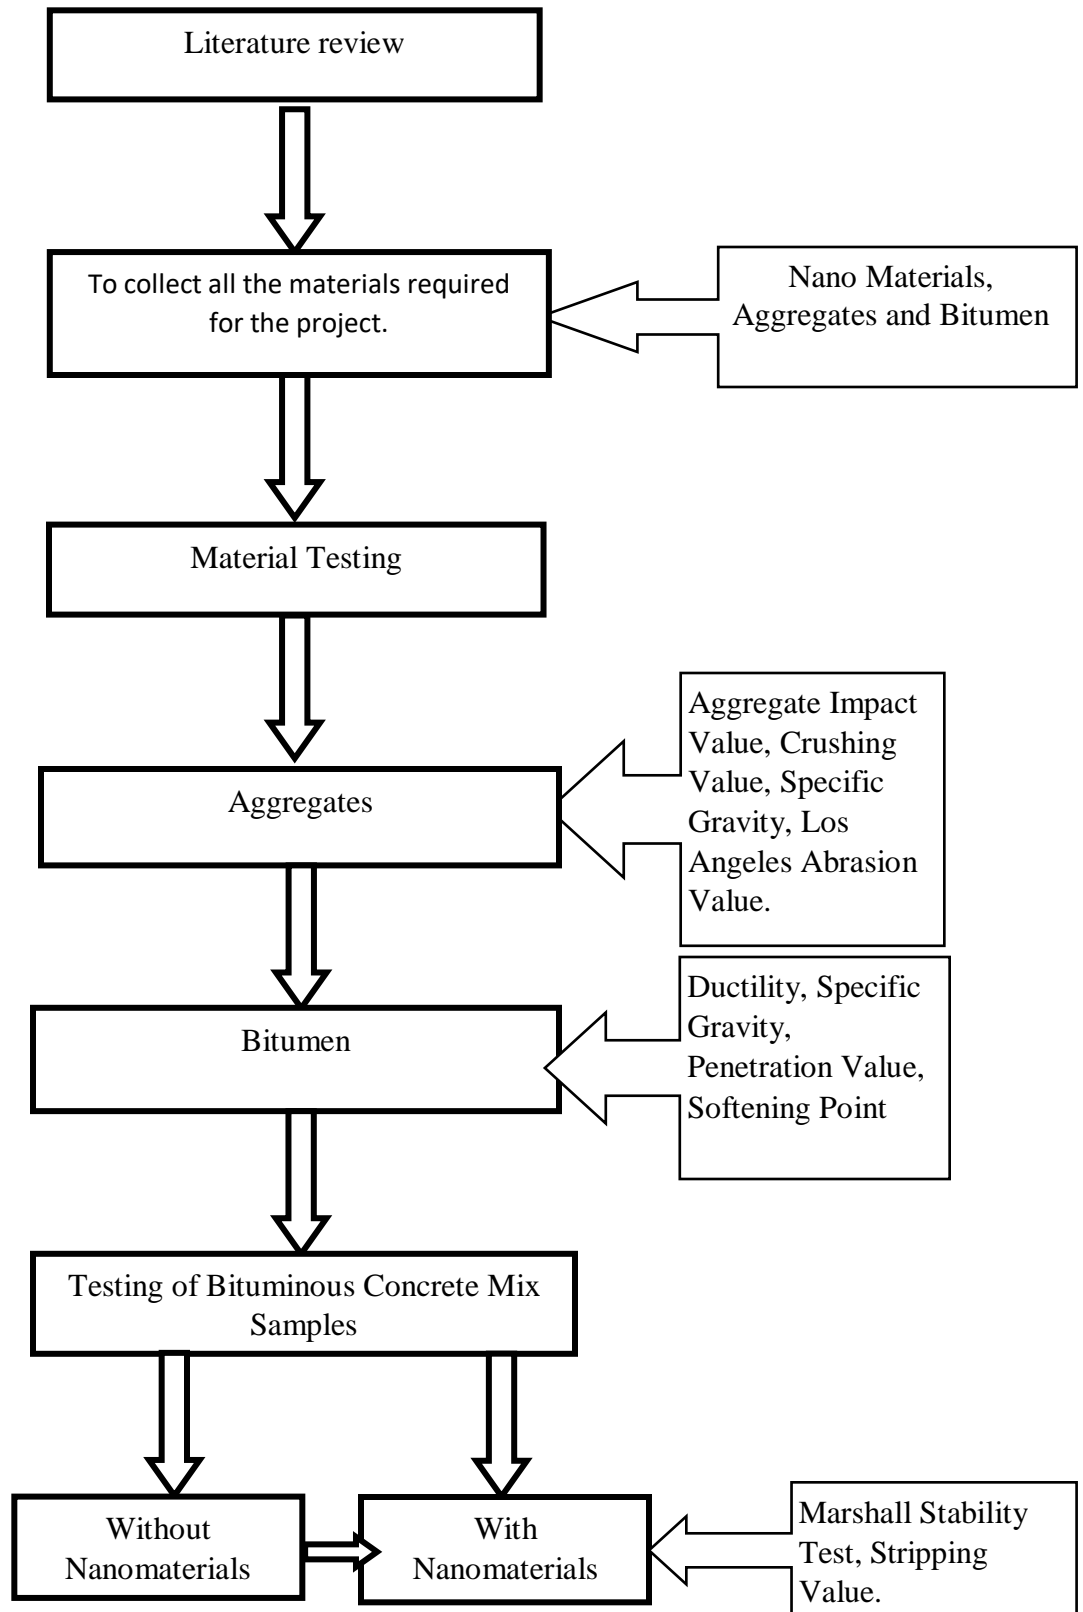 Literature review
To collect all the materials required
for the project.
Nano Materials,
Aggregates and Bitumen
Material Testing
Aggregates
Aggregate Impact
Value, Crushing
Value, Specific
Gravity, Los
Angeles Abrasion
Value.
Bitumen
Ductility, Specific
Gravity,
Penetration Value,
Softening Point
Testing of Bituminous Concrete Mix
Samples
Without
Nanomaterials
With
Nanomaterials
Marshall Stability
Test, Stripping
Value.